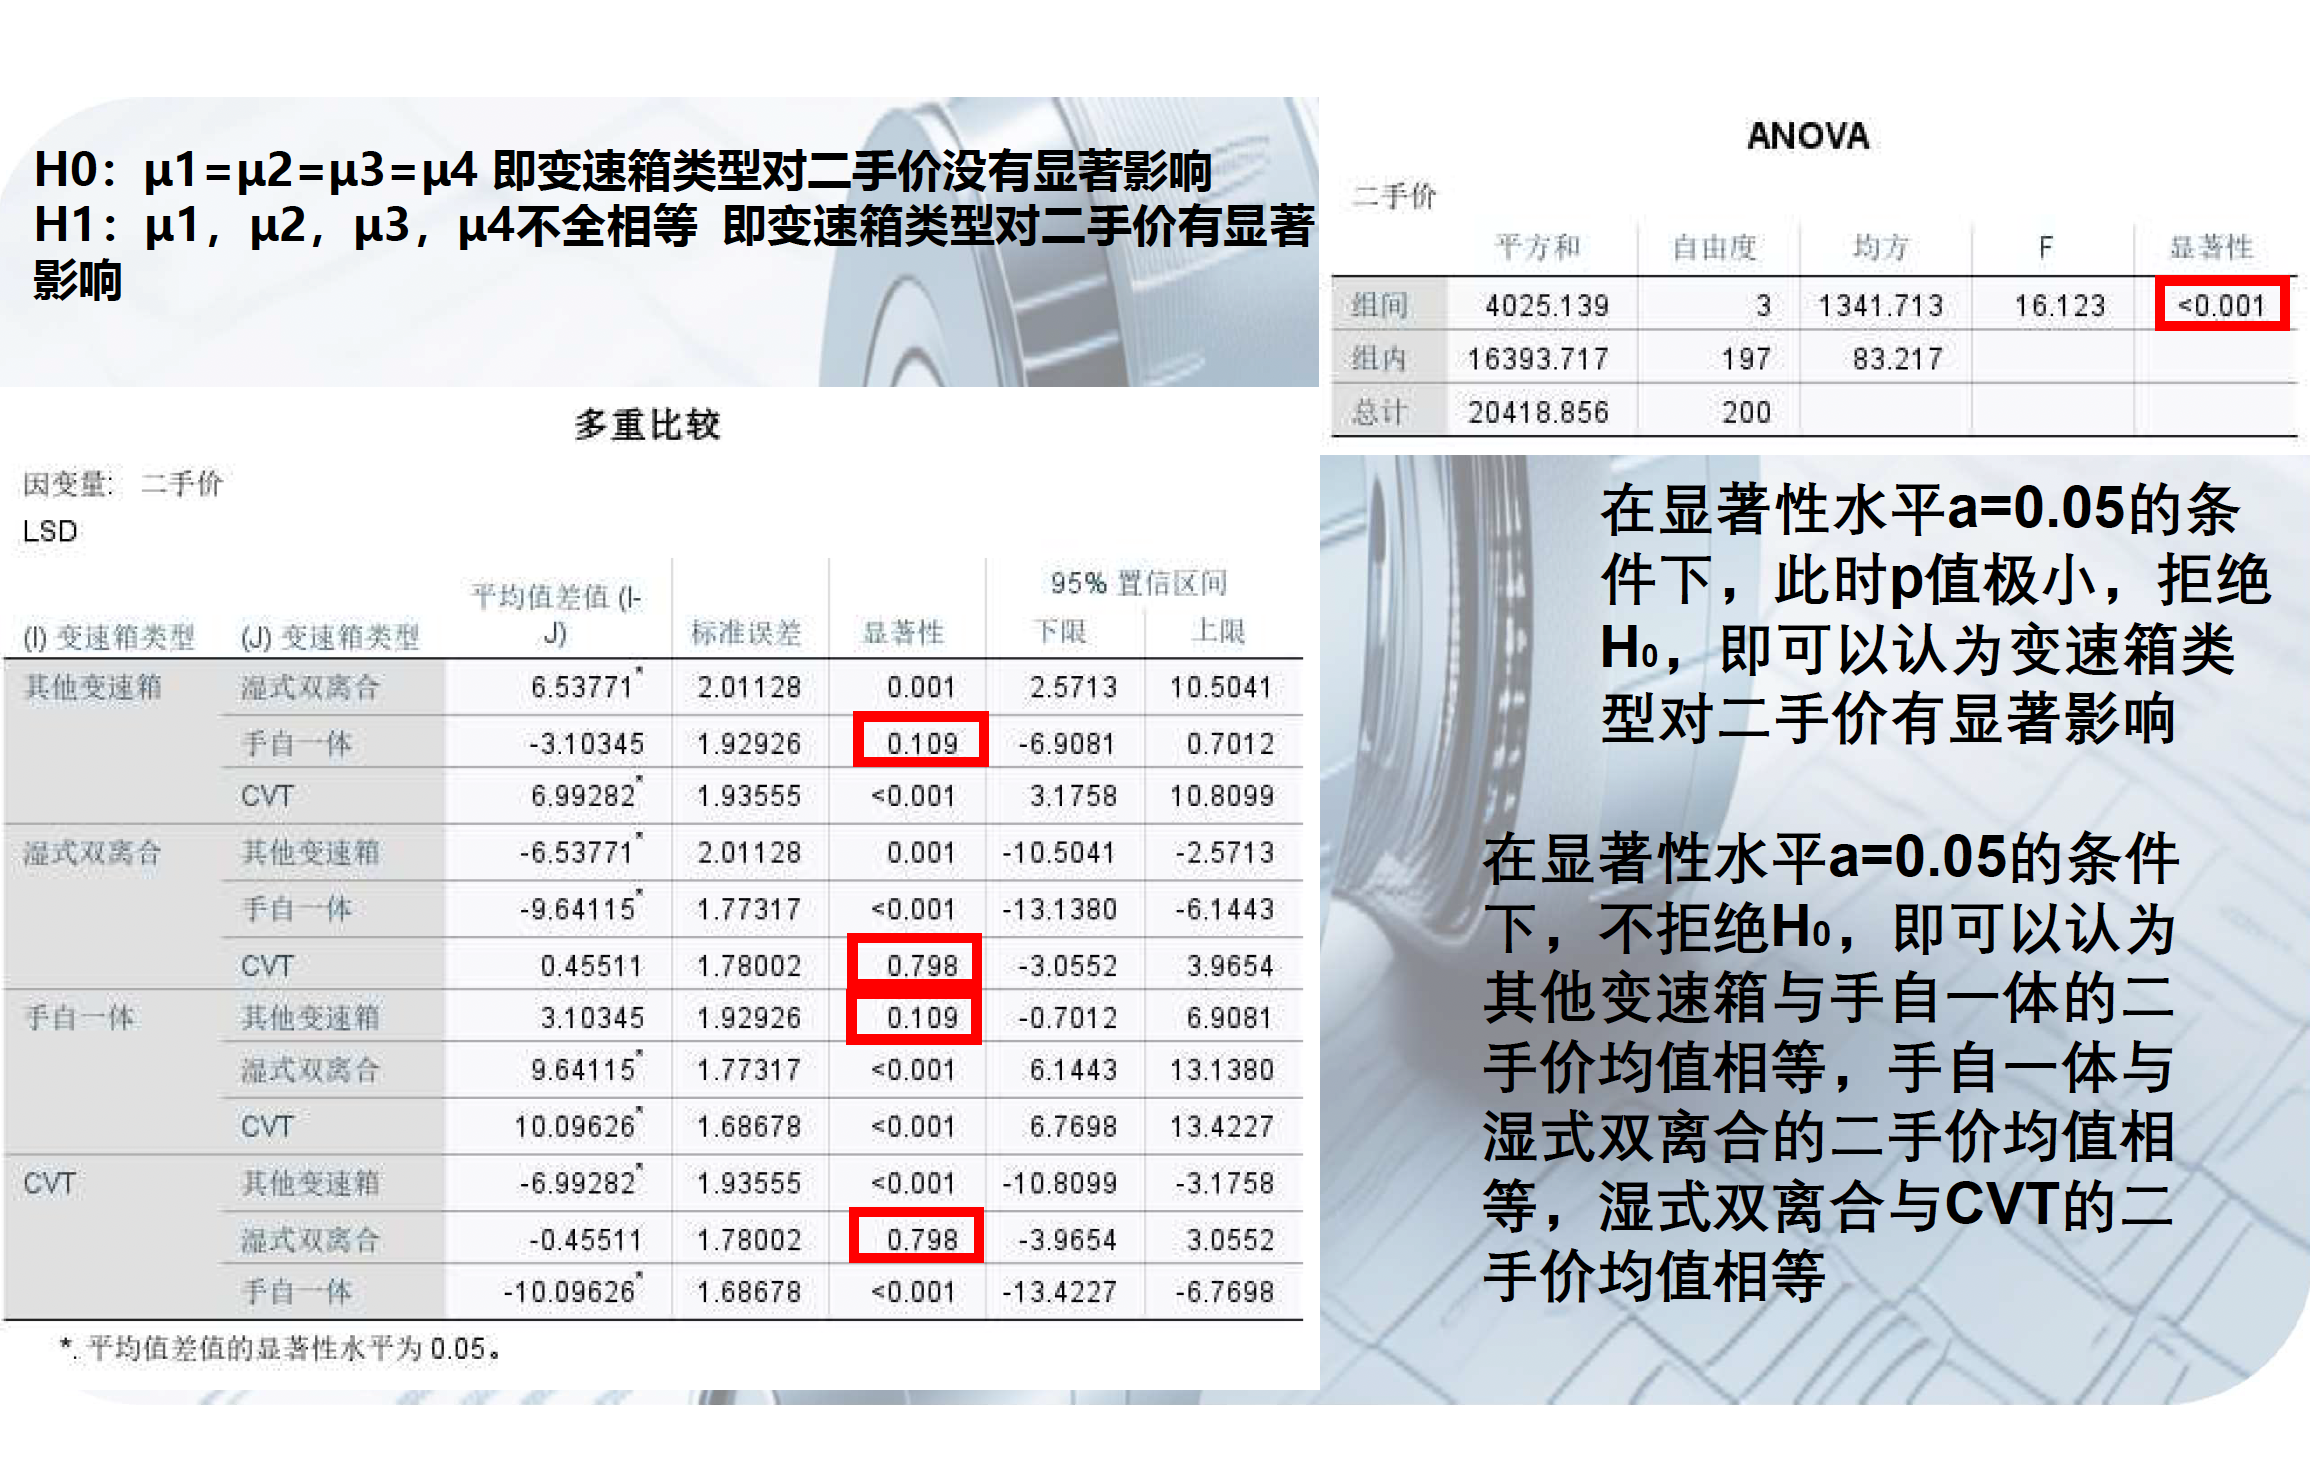 H0：μ1=μ2=μ3=μ4 即变速箱类型对二手价没有显著影响
H1：μ1，μ2，μ3，μ4不全相等 即变速箱类型对二手价有显著
影响
ANOVA
二手价
平方和 自由度 均方 F 显著性
组间 4025.139 3 1341.713 16.123 <0.001
组内 16393.717 197 83.217
总计 20418.856 200
多重比较
因变量: 二手价
LSD
(I) 变速箱类型 (J) 变速箱类型 平均值差值 (I-
J) 标准误差 显著性 95% 置信区间
下限 上限
其他变速箱 湿式双离合 6.53771* 2.01128 0.001 2.5713 10.5041
手自一体 -3.10345 1.92926 0.109 -6.9081 0.7012
CVT 6.99282* 1.93555 <0.001 3.1758 10.8099
湿式双离合 其他变速箱 -6.53771* 2.01128 0.001 -10.5041 -2.5713
手自一体 -9.64115* 1.77317 <0.001 -13.1380 -6.1443
CVT 0.45511 1.78002 0.798 -3.0552 3.9654
手自一体 其他变速箱 3.10345 1.92926 0.109 -0.7012 6.9081
湿式双离合 9.64115* 1.77317 <0.001 6.1443 13.1380
CVT 10.09626* 1.68678 <0.001 6.7698 13.4227
CVT 其他变速箱 -6.99282* 1.93555 <0.001 -10.8099 -3.1758
湿式双离合 -0.45511 1.78002 0.798 -3.9654 3.0552
手自一体 -10.09626* 1.68678 <0.001 -13.4227 -6.7698
*. 平均值差值的显著性水平为 0.05。
在显著性水平a=0.05的条
件下，此时p值极小，拒绝
H0，即可以认为变速箱类
型对二手价有显著影响
在显著性水平a=0.05的条件
下，不拒绝H0，即可以认为
其他变速箱与手自一体的二
手价均值相等，手自一体与
湿式双离合的二手价均值相
等，湿式双离合与CVT的二
手价均值相等